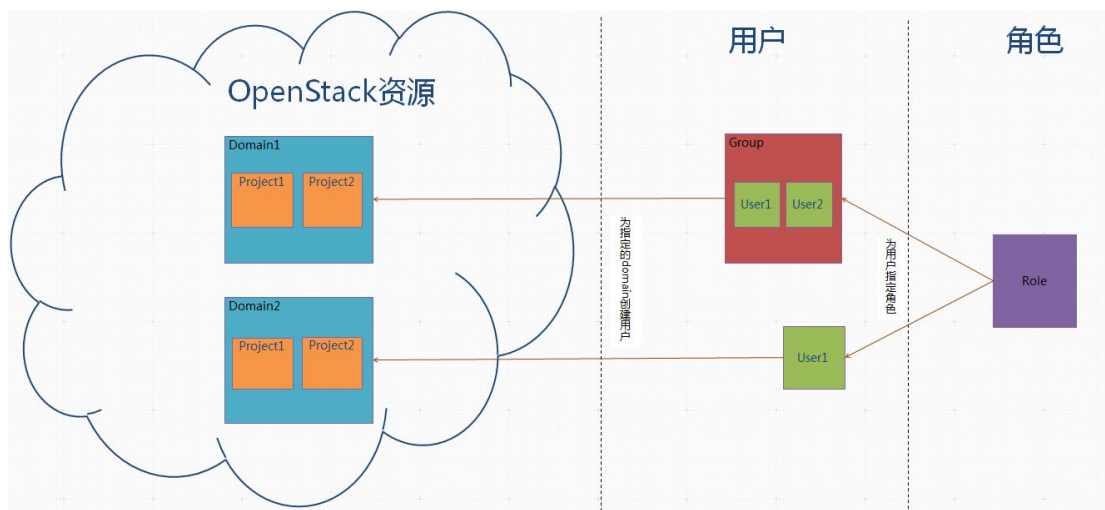 用户
角色
OpenStack资源
Domain1
Project1
Project2
Group
User1
User2
为指定的domain创建用户
为用户指定角色
Role
Domain2
Project1
Project2
User1